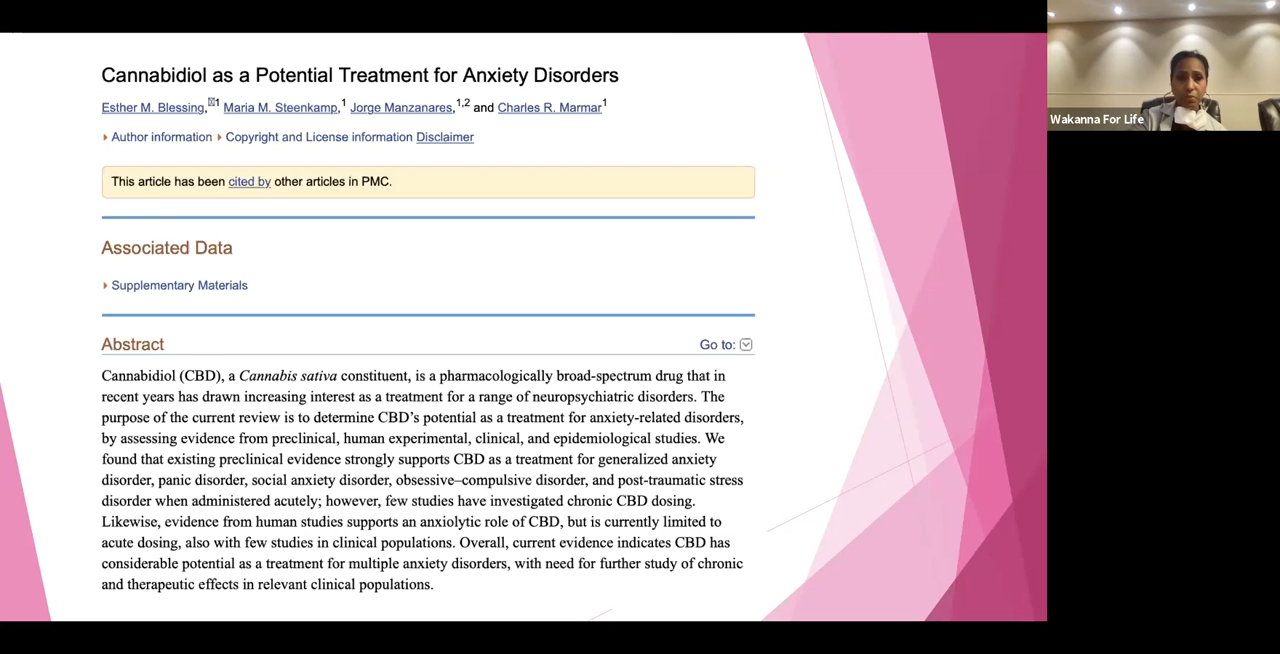 Cannabidiol as a Potential Treatment for Anxiety Disorders
Esther M. Blessing, 1 Maria M. Steenkamp,1 Jorge Manzanares,1,2 and Charles R. Marmar1
Author information Copyright and License information Disclaimer
This article has been cited by other articles in PMC.
Associated Data
Supplementary Materials
Abstract
Go to:
Cannabidiol (CBD), a Cannabis sativa constituent, is a pharmacologically broad-spectrum drug that in
recent years has drawn increasing interest as a treatment for a range of neuropsychiatric disorders. The
purpose of the current review is to determine CBD's potential as a treatment for anxiety-related disorders,
by assessing evidence from preclinical, human experimental, clinical, and epidemiological studies. We
found that existing preclinical evidence strongly supports CBD as a treatment for generalized anxiety
disorder, panic disorder, social anxiety disorder, obsessive–compulsive disorder, and post-traumatic stress
disorder when administered acutely; however, few studies have investigated chronic CBD dosing.
Likewise, evidence from human studies supports an anxiolytic role of CBD, but is currently limited to
acute dosing, also with few studies in clinical populations. Overall, current evidence indicates CBD has
considerable potential as a treatment for multiple anxiety disorders, with need for further study of chronic
and therapeutic effects in relevant clinical populations.
Wakanna For Life